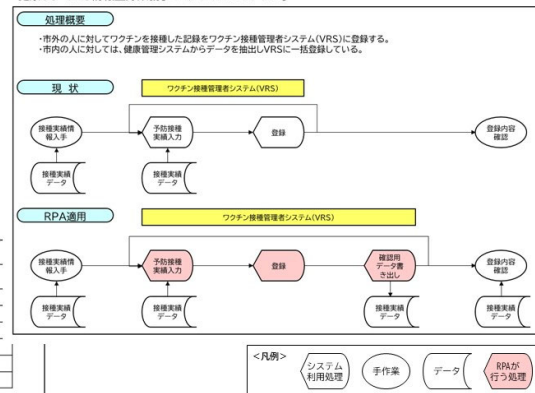 処理概要
・市外の人に対してワクチンを接種した記録をワクチン接種管理者システム(VRS)に登録する。
・市内の人に対しては、健康管理システムからデータを抽出しVRSに一括登録している。
現 状
ワクチン接種管理者システム(VRS)
接種実績情
報入手
予防接種
実績入力
登録
登録内容
確認
接種実績
データ
接種実績
データ
RPA適用
ワクチン接種管理者システム(VRS)
接種実績情
報入手
予防接種
実績入力
登録
確認用
データ書
き出し
登録内容
確認
接種実績
データ
接種実績
データ
接種実績
データ
接種実績
データ
<凡例>
システム
利用処理
手作業
データ
RPAが
行う処理